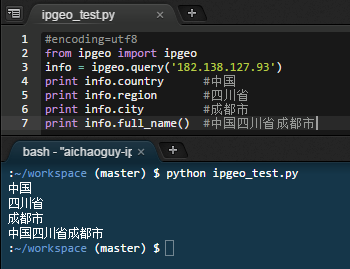 ipgeo_test.py
1 #encoding=utf8
2 from ipgeo import ipgeo
3 info = ipgeo.query('182.138.127.93')
4 print info.country #中国
5 print info.region #四川省
6 print info.city #成都市
7 print info.full_name() #中国四川省成都市
bash - "aichaoguy-ip
:~/workspace (master) $ python ipgeo_test.py
中国
四川省
成都市
中国四川省成都市
:~/workspace (master) $